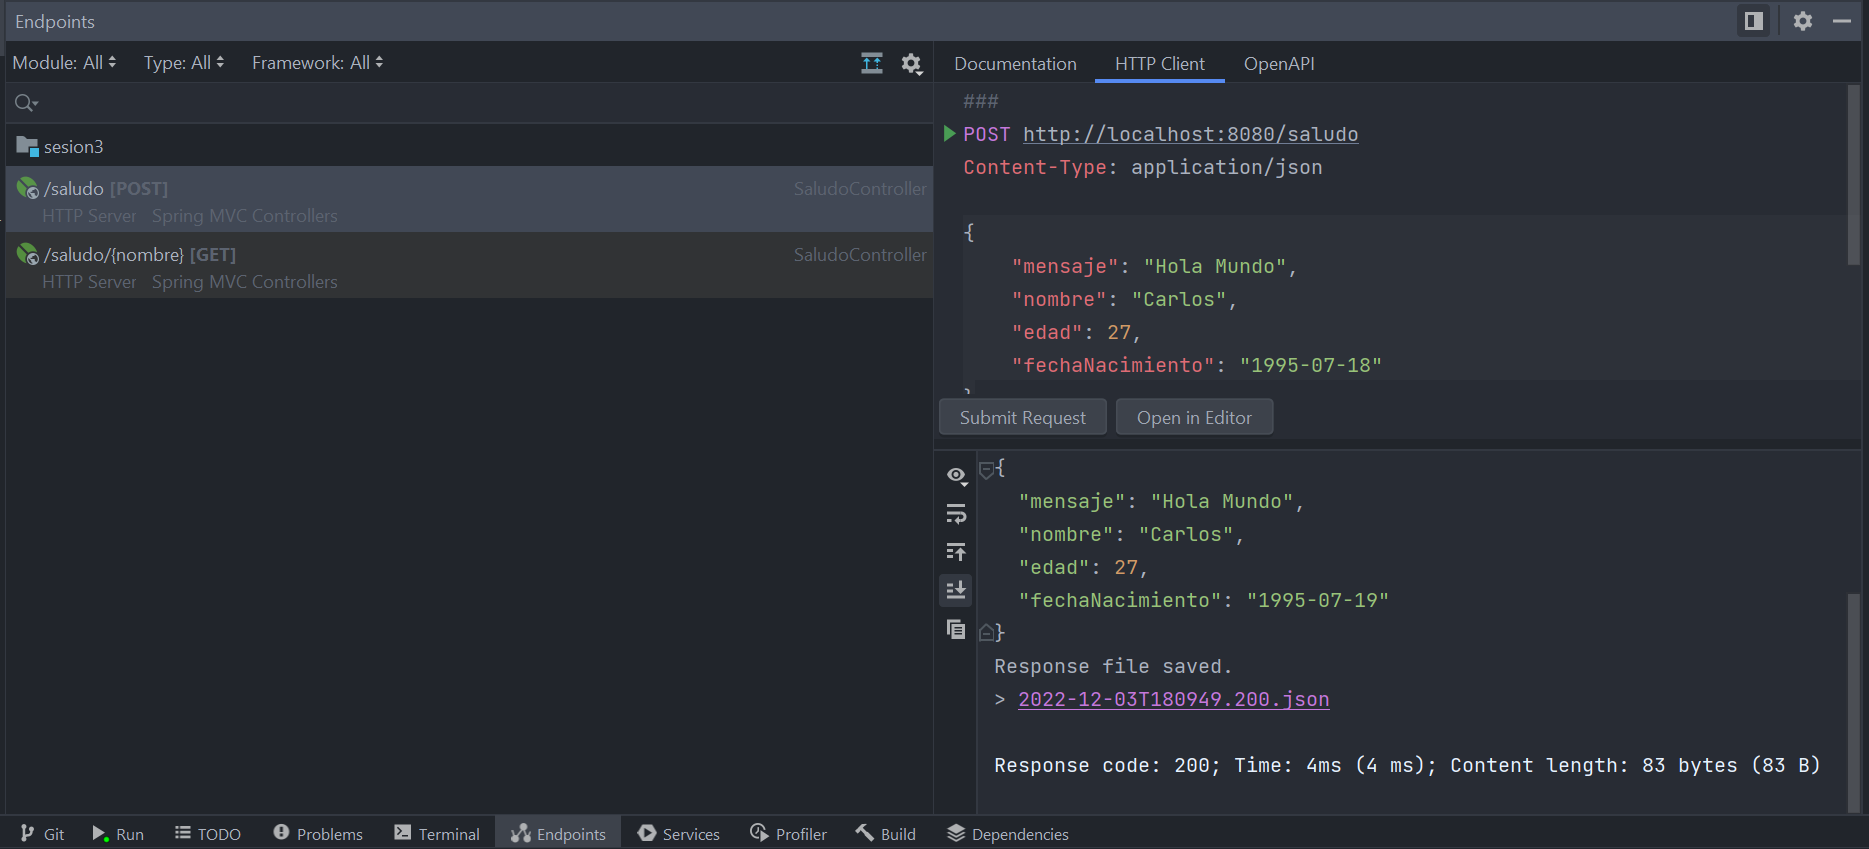 Endpoints
Module: All Type: All Framework: All
sesion3
/saludo [POST] SaludoController
HTTP Server Spring MVC Controllers
/saludo/{nombre} [GET] SaludoController
HTTP Server Spring MVC Controllers
Documentation HTTP Client OpenAPI
###
POST http://localhost:8080/saludo
Content-Type: application/json
{
"mensaje": "Hola Mundo",
"nombre": "Carlos",
"edad": 27,
"fechaNacimiento": "1995-07-18"
}
Submit Request Open in Editor
{
"mensaje": "Hola Mundo",
"nombre": "Carlos",
"edad": 27,
"fechaNacimiento": "1995-07-19"
}
Response file saved.
> 2022-12-03T180949.200.json
Response code: 200; Time: 4ms (4 ms); Content length: 83 bytes (83 B)
Git Run TODO Problems Terminal Endpoints Services Profiler Build Dependencies